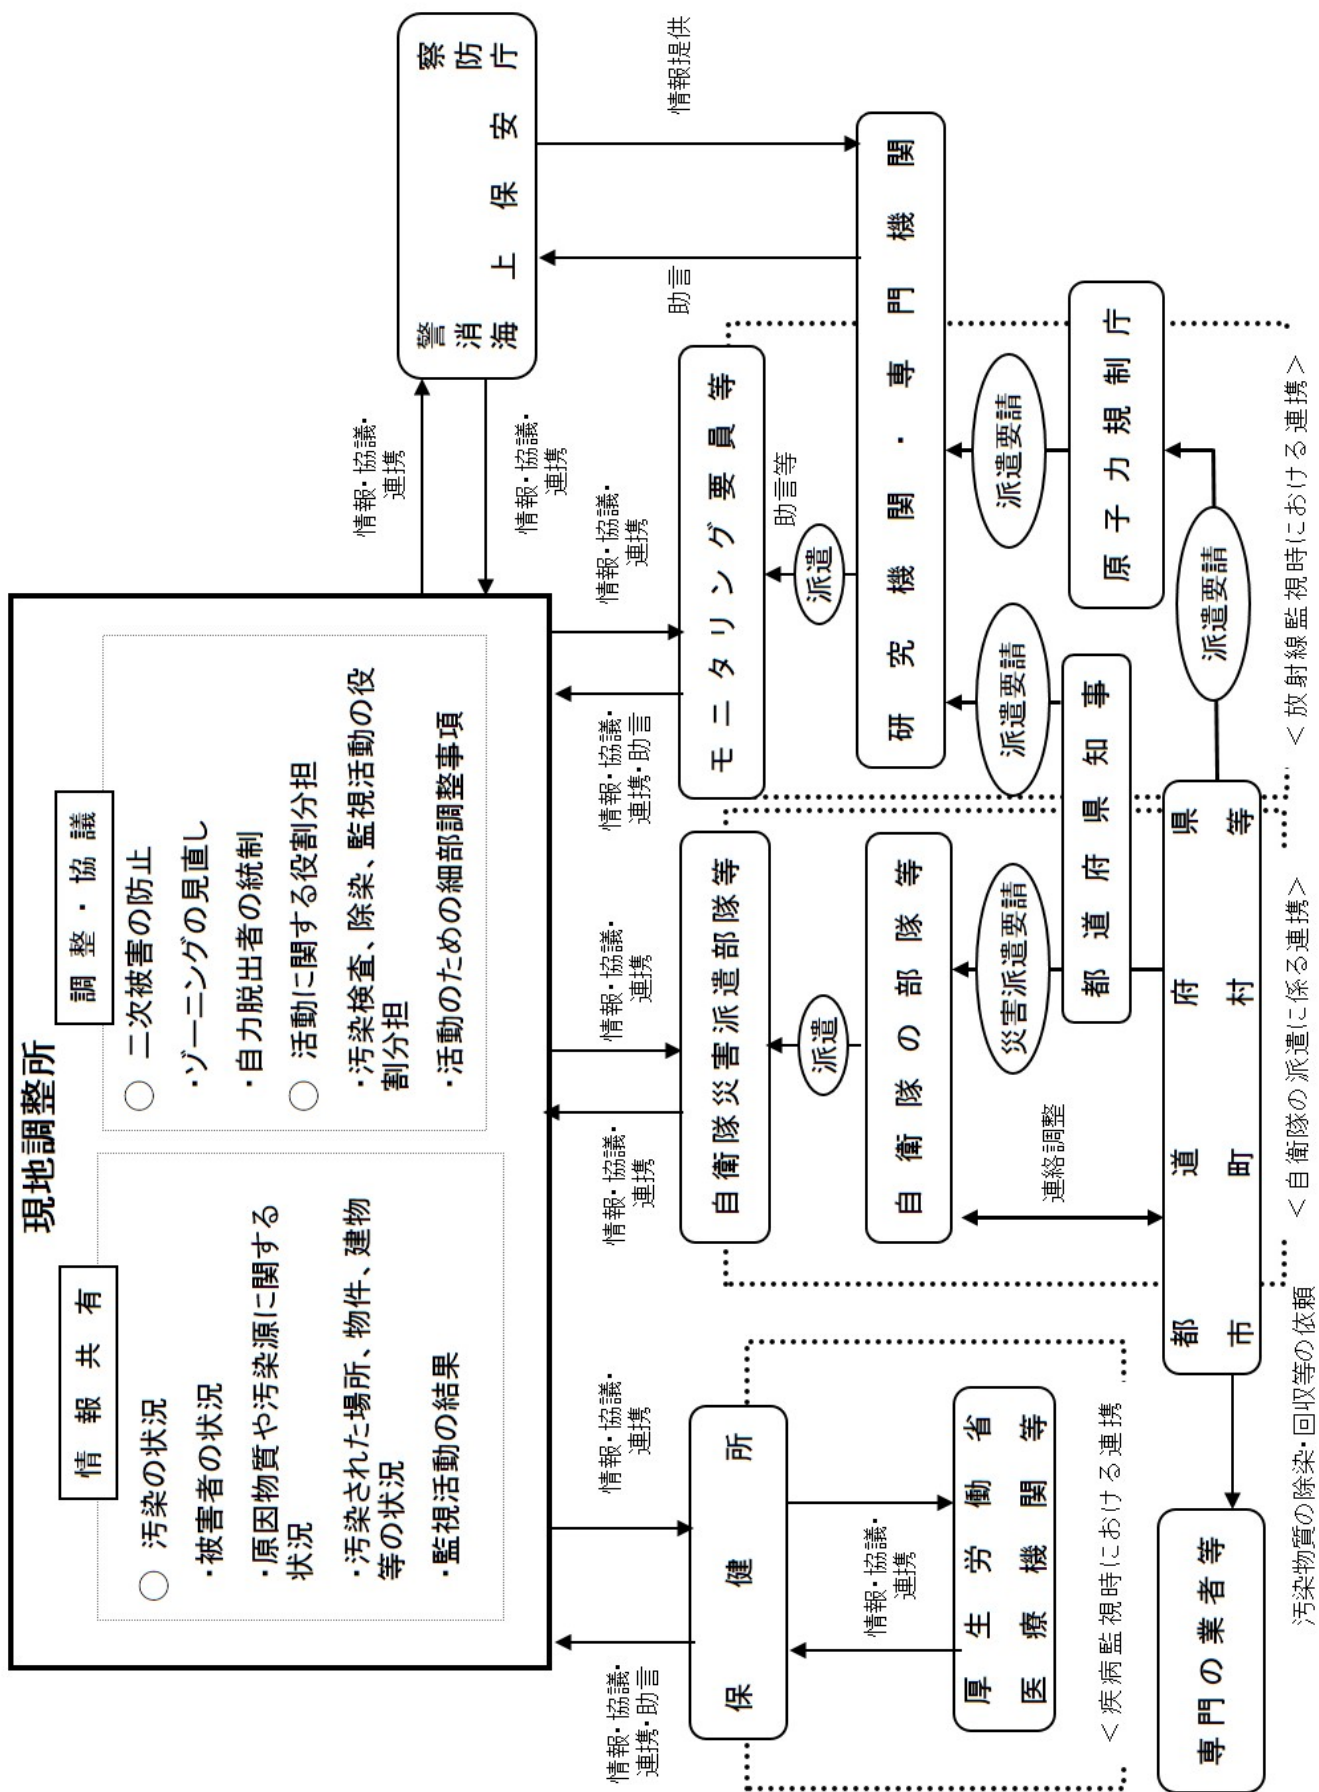 現地調整所
情報共有
○ 汚染の状況
・被害者の状況
・原因物質や汚染源に関する
状況
・汚染された場所、物件、建物
等の状況
・監視活動の結果
調整・協議
○ 二次被害の防止
・ゾーニングの見直し
・自力脱出者の統制
○ 活動に関する役割分担
・汚染検査、除染、監視活動の役
割分担
・活動のための細部調整事項
情報・協議・
連携
情報・協議・
連携
警察
消防
海上保安庁
情報提供
助言
情報・協議・
連携・助言
情報・協議・
連携
保健所
情報・協議・
連携
厚生労働省
医療機関等
<疾病監視時における連携
情報・協議・
連携
情報・協議・
連携
自衛隊災害派遣部隊等
派遣
自衛隊の部隊等
災害派遣要請
連絡調整
都道府県知事
<自衛隊の派遣に係る連携>
情報・協議・
連携・助言
情報・協議・
連携
モニタリング要員等
派遣
助言等
研究機関・専門機関
派遣要請
派遣要請
原子力規制庁
派遣要請
<放射線監視時における連携>
都道府県
市町村等
専門の業者等
汚染物質の除染・回収等の依頼